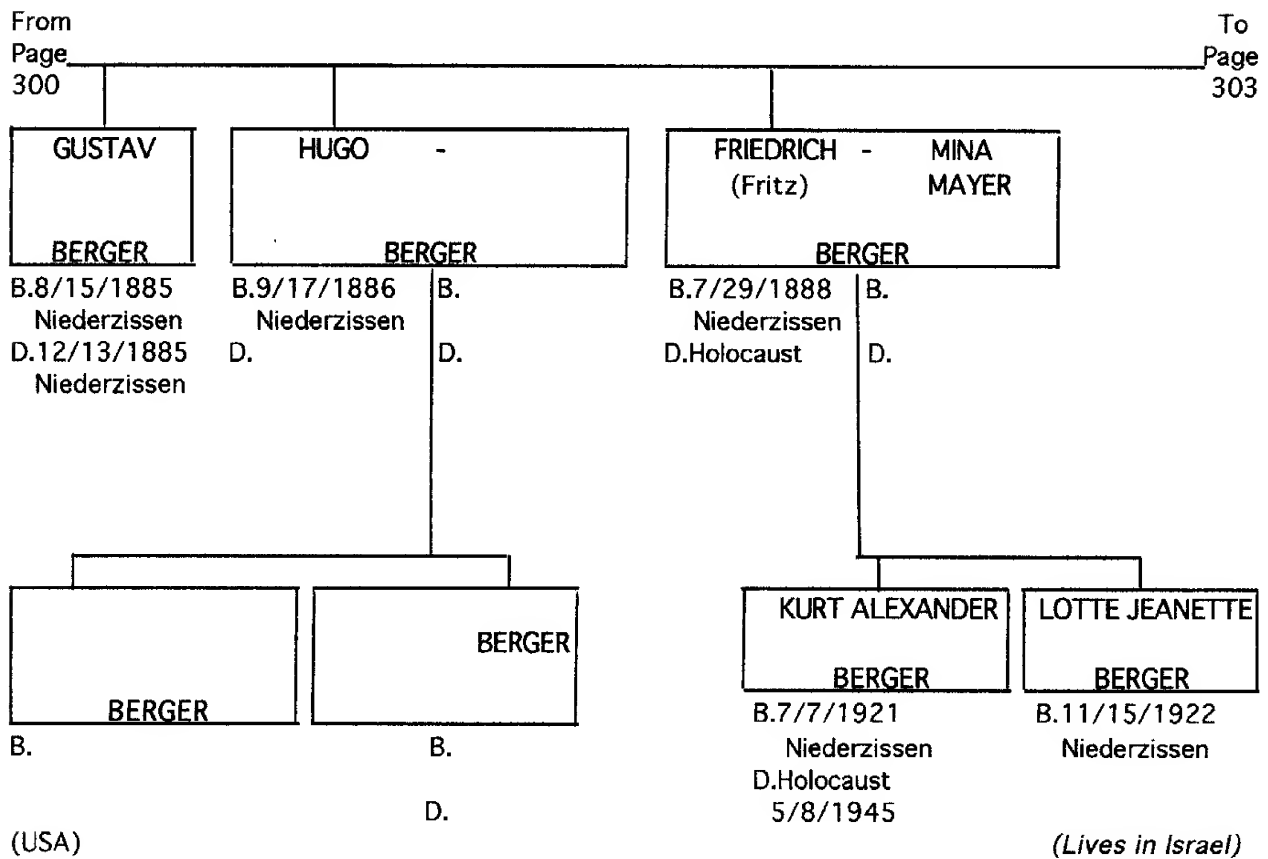 From
Page
300
To
Page
303
GUSTAV
BERGER
B.8/15/1885
Niederzissen
D.12/13/1885
Niederzissen
HUGO -
BERGER
B.9/17/1886 B.
Niederzissen
D. D.
FRIEDRICH - MINA
(Fritz) MAYER
BERGER
B.7/29/1888 B.
Niederzissen
D.Holocaust D.
BERGER
B.
(USA)
BERGER
B.
D.
KURT ALEXANDER
BERGER
B.7/7/1921
Niederzissen
D.Holocaust
5/8/1945
LOTTE JEANETTE
BERGER
B.11/15/1922
Niederzissen
(Lives in Israel)